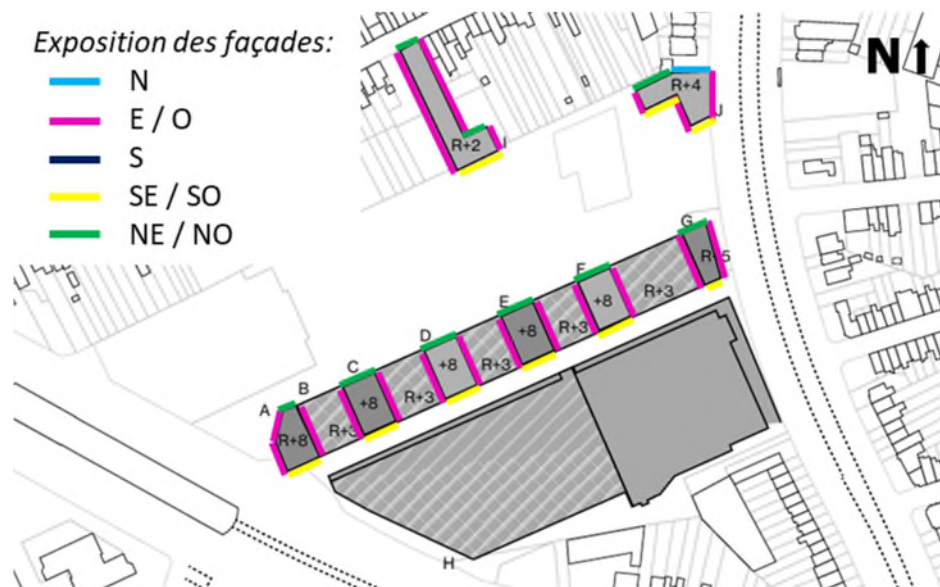 Exposition des façades:
N
E / O
S
SE / SO
NE / NO
N
R+4
J
R+2
I
G
R+5
F
+8
R+3
E
+8
R+3
D
+8
R+3
C
+8
R+3
B
A
R+8
R+3
H